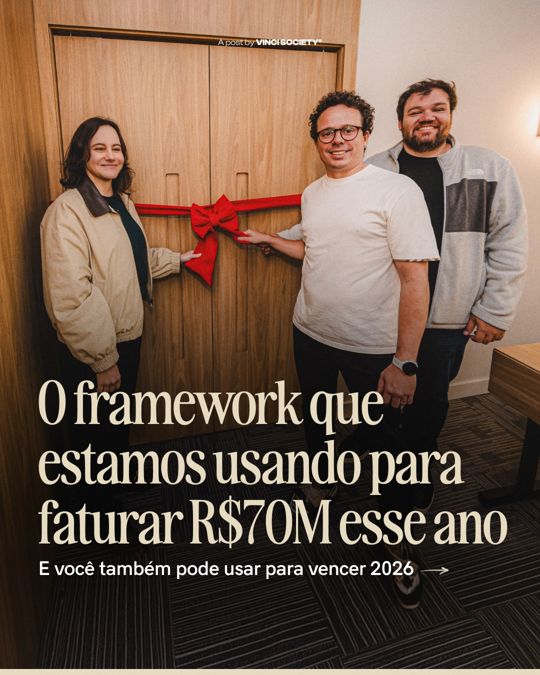 A post by VINCI SOCIETY
O framework que
estamos usando para
faturar R$70M esse ano
E você também pode usar para vencer 2026 →